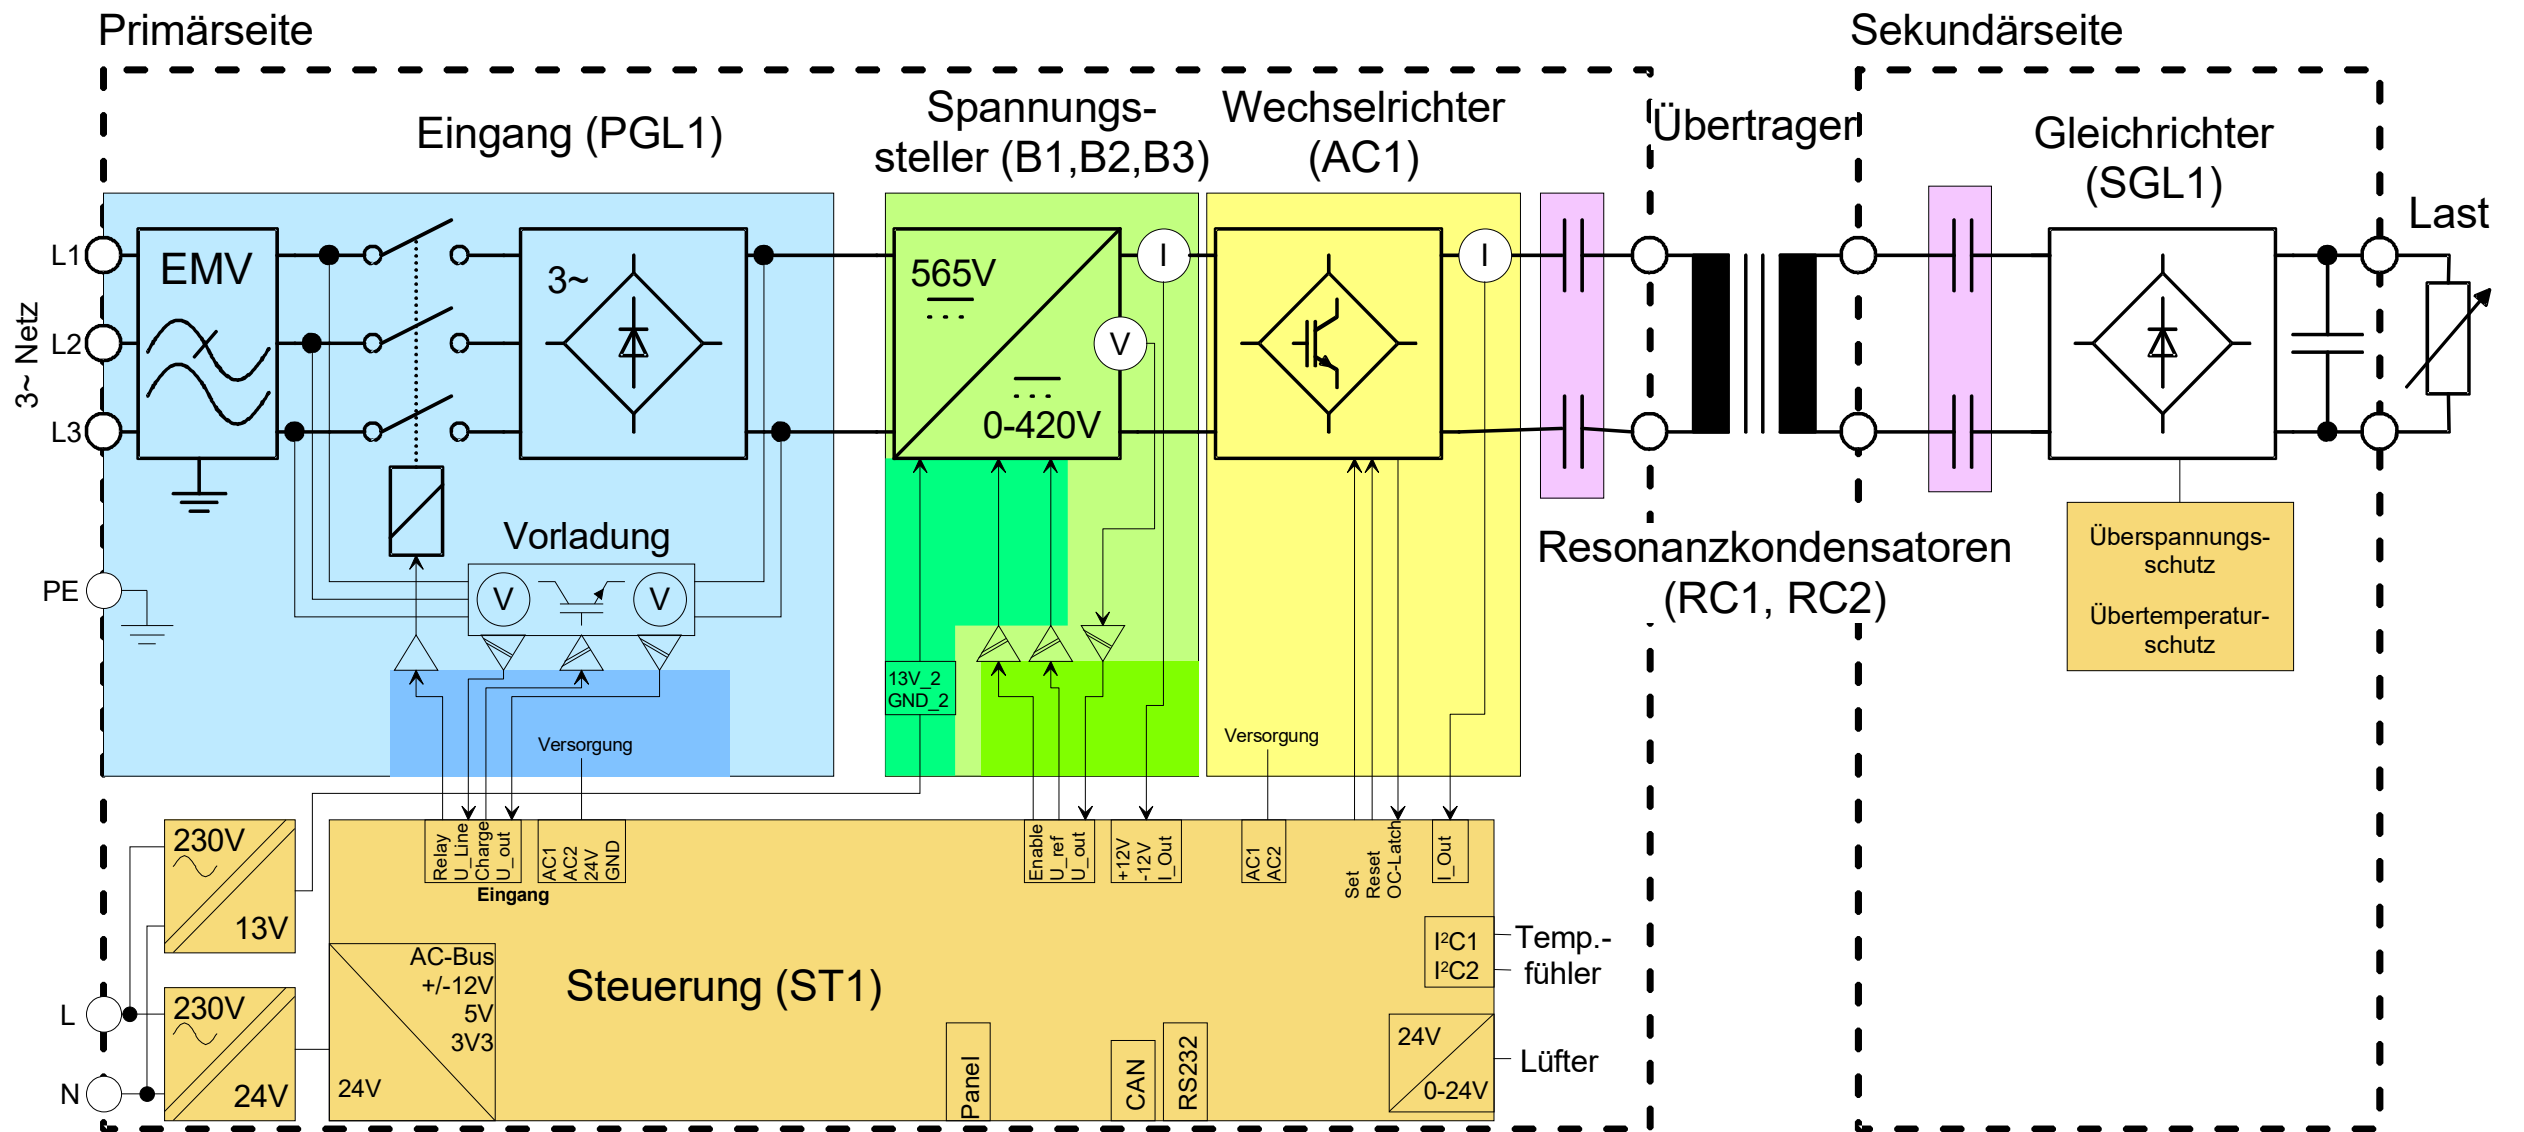 Primärseite
Sekundärseite
Eingang (PGL1)
Spannungs-
steller (B1,B2,B3)
Wechselrichter
(AC1)
Übertrager
Gleichrichter
(SGL1)
Last
3~ Netz
L1
L2
L3
PE
EMV
3~
565V
0-420V
I
V
I
Vorladung
V
V
Versorgung
13V_2
GND_2
Versorgung
Resonanzkondensatoren
(RC1, RC2)
Überspannungs-
schutz
Übertemperatur-
schutz
230V
13V
230V
24V
L
N
Relay
U_Line
Charge
U_out
Eingang
AC1
AC2
24V
GND
Enable
U_ref
U_out
+12V
-12V
I_Out
AC1
AC2
Set
Reset
OC-Latch
I_Out
AC-Bus
+/-12V
5V
3V3
24V
Steuerung (ST1)
Panel
CAN
RS232
I²C1
I²C2
Temp.-
fühler
24V
0-24V
Lüfter